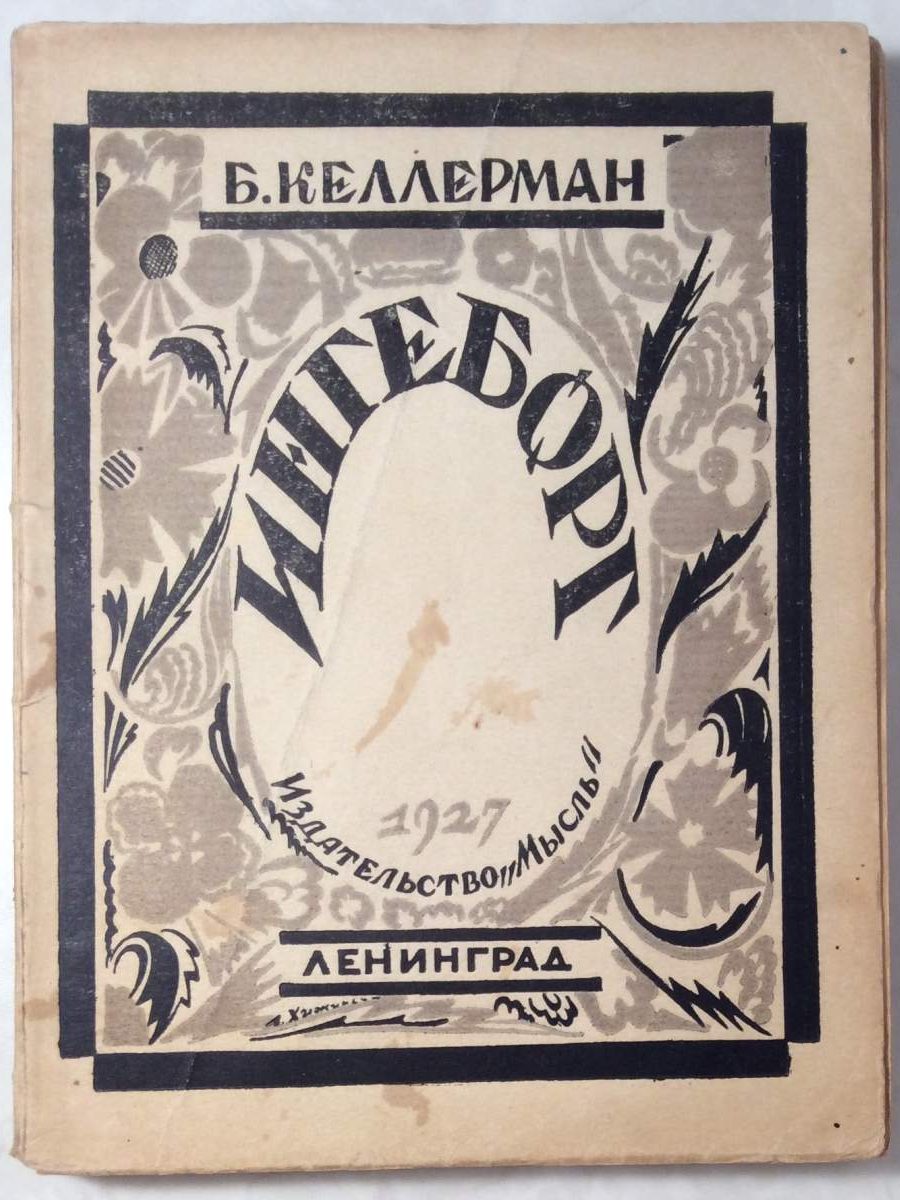 Б. КЕЛЛЕРМАН
ИНГЕБОРГ
1927
ИЗДАТЕЛЬСТВО „МЫСЛЬ“
ЛЕНИНГРАД